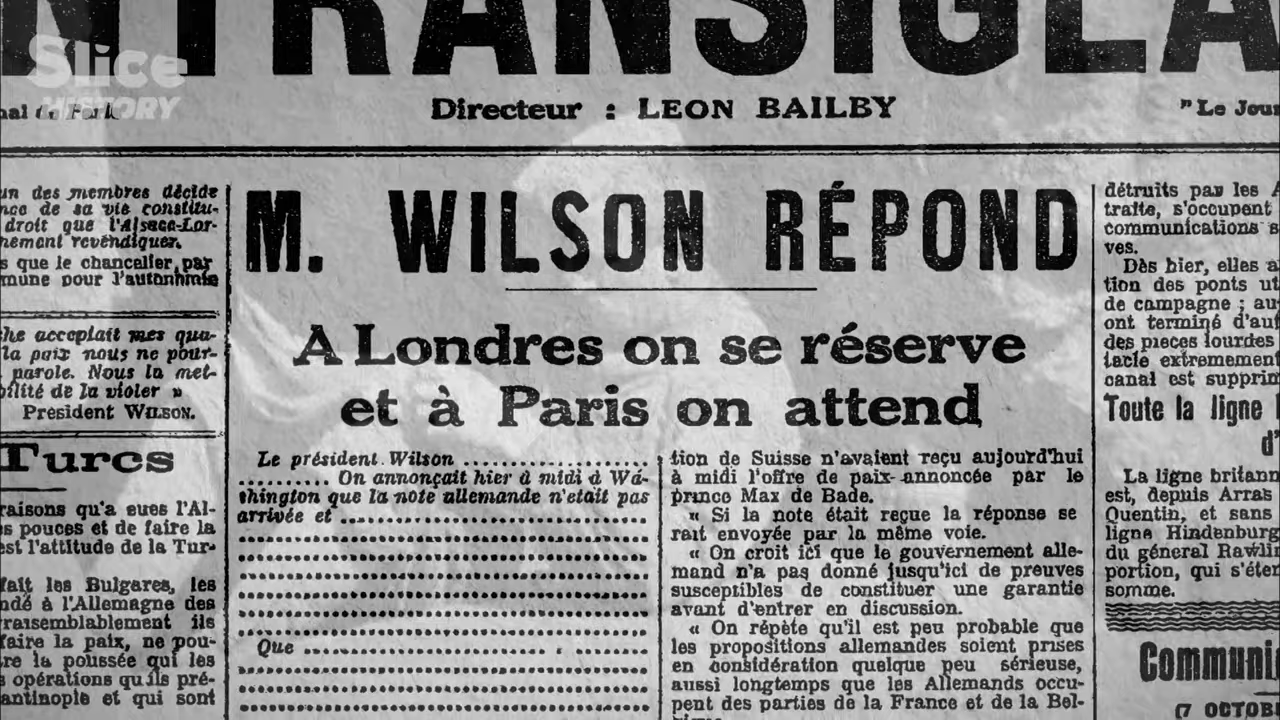 NTRANSIGEA
Slice
HISTORY
Directeur : LEON BAILBY
"Le Jour
un des membres décide
nce de sa vie constitu-
droit que l'Alsace-Lor-
nement revendiquer.
s que le chancelier par
mune pour l'autonomie
che acceptait mes qua-
la paix nous ne pour-
parole. Nous la met-
bilité de la violer »
Président WILSON.
Turcs
raisons qu'a eues l'Al-
s pouces et de faire la
est l'attitude de la Tur-
fait les Bulgares, les
ndé à l'Allemagne des
vraisemblablement ils
faire la paix, ne pou-
re la poussée qui les
opérations qu'ils pré-
antinople et qui sont
M. WILSON RÉPOND
A Londres on se réserve
et à Paris on attend
Le président Wilson ....................
.......... On annonçait hier à midi à Wa-
shington que la note allemande n'etait pas
arrivée et ...................................
Que ...................................
tion de Suisse n'avaient reçu aujourd'hui
à midi l'offre de paix annoncée par le
prince Max de Bade.
« Si la note était reçue la réponse se
rait envoyée par la même voie.
« On croit ici que le gouvernement alle-
mand n'a pas donné jusqu'ici de preuves
susceptibles de constituer une garantie
avant d'entrer en discussion.
« On répète qu'il est peu probable que
les propositions allemandes soient prises
en considération quelque peu sérieuse,
aussi longtemps que les Allemands occu-
pent des parties de la France et de la Bel-
détruits par les A
traite, s'occupent
communications s
ves.
Dès hier, elles a
tion des ponts ut
de campagne ; au
ont terminé d'aut
des pieces lourdes
tacle extremement
canal est supprim
Toute la ligne
d'
La ligne britann
est, depuis Arras
Quentin, et sans
ligne Hindenburg
du général Rawlin
portion, qui s'éten
somme.
Communi
(7 OCTOBR